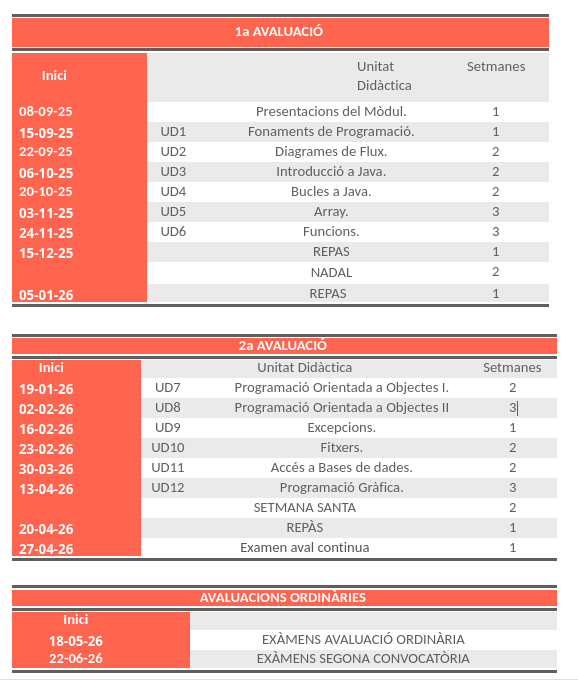 1a AVALUACIÓ
Inici Unitat Didàctica Setmanes
08-09-25 Presentacions del Mòdul. 1
15-09-25 UD1 Fonaments de Programació. 1
22-09-25 UD2 Diagrames de Flux. 2
06-10-25 UD3 Introducció a Java. 2
20-10-25 UD4 Bucles a Java. 2
03-11-25 UD5 Array. 3
24-11-25 UD6 Funcions. 3
15-12-25 REPAS 1
NADAL 2
05-01-26 REPAS 1
2a AVALUACIÓ
Inici Unitat Didàctica Setmanes
19-01-26 UD7 Programació Orientada a Objectes I. 2
02-02-26 UD8 Programació Orientada a Objectes II 3
16-02-26 UD9 Excepcions. 1
23-02-26 UD10 Fitxers. 2
30-03-26 UD11 Accés a Bases de dades. 2
13-04-26 UD12 Programació Gràfica. 3
SETMANA SANTA 2
20-04-26 REPÀS 1
27-04-26 Examen aval continua 1
AVALUACIONS ORDINÀRIES
Inici
18-05-26 EXÀMENS AVALUACIÓ ORDINÀRIA
22-06-26 EXÀMENS SEGONA CONVOCATÒRIA